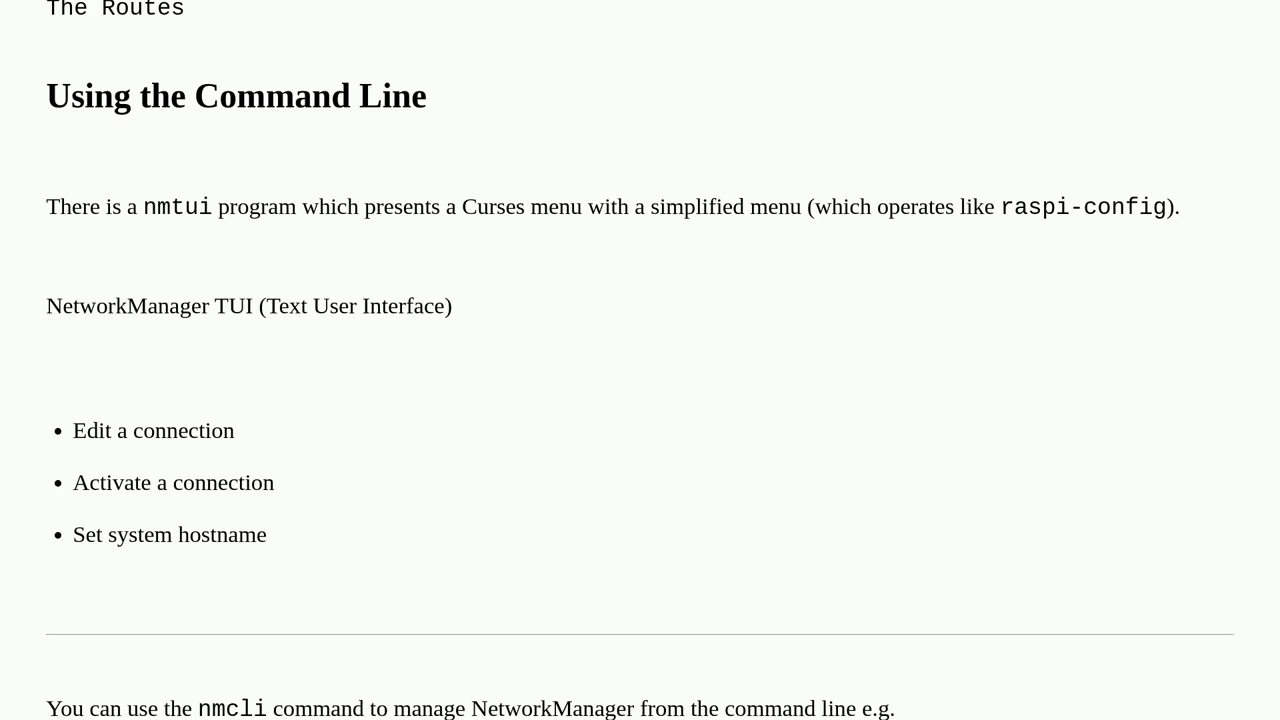 The Routes
Using the Command Line
There is a nmtui program which presents a Curses menu with a simplified menu (which operates like raspi-config).
NetworkManager TUI (Text User Interface)
• Edit a connection
• Activate a connection
• Set system hostname
You can use the nmcli command to manage NetworkManager from the command line e.g.